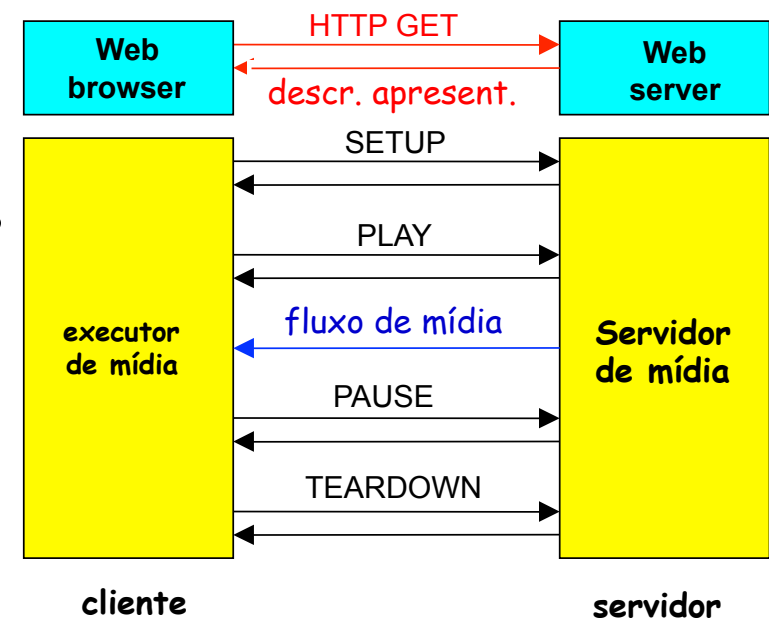 HTTP GET
Web
browser
Web
server
descr. apresent.
SETUP
PLAY
fluxo de mídia
executor
de mídia
Servidor
de mídia
PAUSE
TEARDOWN
cliente
servidor